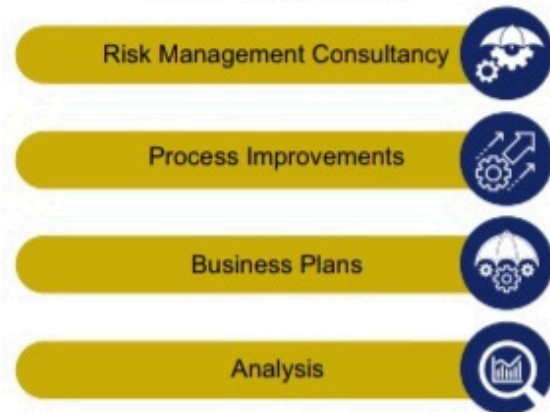 Risk Management Consultancy
Process Improvements
Business Plans
Analysis